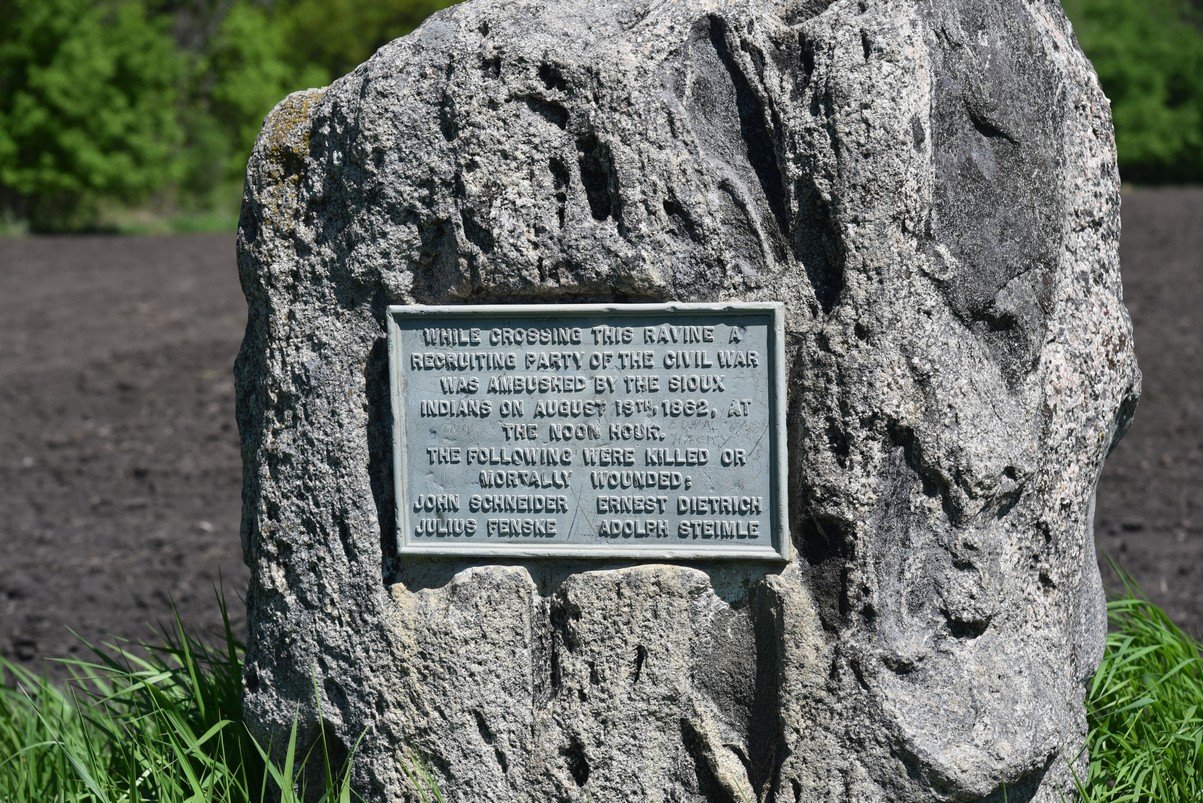 WHILE CROSSING THIS RAVINE A
RECRUITING PARTY OF THE CIVIL WAR
WAS AMBUSHED BY THE SIOUX
INDIANS ON AUGUST 18TH, 1862, AT
THE NOON HOUR.
THE FOLLOWING WERE KILLED OR
MORTALLY WOUNDED;
JOHN SCHNEIDER ERNEST DIETRICH
JULIUS FENSKE ADOLPH STEIMLE